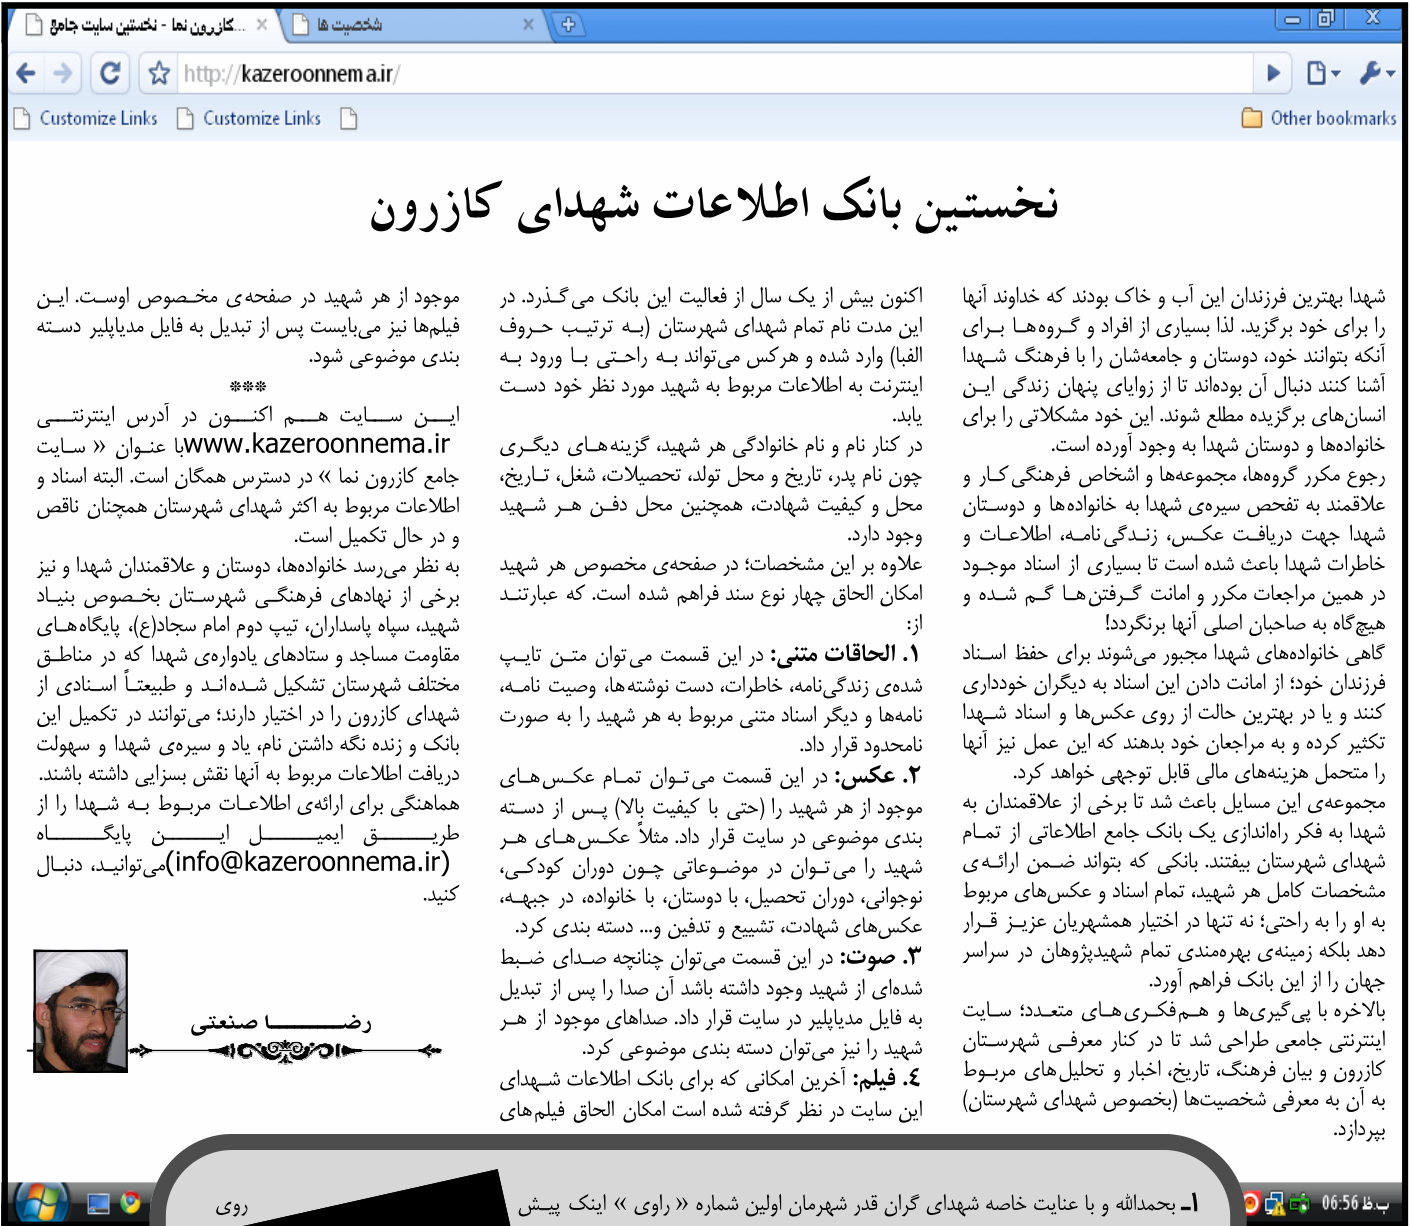 کازرون نما - نخستین سایت جامع...
شخصیت ها
http://kazeroonnema.ir/
Customize Links
Customize Links
Other bookmarks
نخستین بانک اطلاعات شهدای کازرون
شهدا بهترین فرزندان این آب و خاک بودند که خداوند آنها
را برای خود برگزید. لذا بسیاری از افراد و گروه‌ها برای
آنکه بتوانند خود، دوستان و جامعه‌شان را با فرهنگ شهدا
آشنا کنند دنبال آن بوده‌اند تا از زوایای پنهان زندگی این
انسان‌های برگزیده مطلع شوند. این خود مشکلاتی را برای
خانواده‌ها و دوستان شهدا به وجود آورده است.
رجوع مکرر گروه‌ها، مجموعه‌ها و اشخاص فرهنگی کار و
علاقمند به تفحص سیره‌ی شهدا به خانواده‌ها و دوستان
شهدا جهت دریافت عکس، زندگی‌نامه، اطلاعات و
خاطرات شهدا باعث شده است تا بسیاری از اسناد موجود
در همین مراجعات مکرر و امانت گرفتن‌ها گم شده و
هیچ‌گاه به صاحبان اصلی آنها برنگردد!
گاهی خانواده‌های شهدا مجبور می‌شوند برای حفظ اسناد
فرزندان خود؛ از امانت دادن این اسناد به دیگران خودداری
کنند و یا در بهترین حالت از روی عکس‌ها و اسناد شهدا
تکثیر کرده و به مراجعان خود بدهند که این عمل نیز آنها
را متحمل هزینه‌های مالی قابل توجهی خواهد کرد.
مجموعه‌ی این مسایل باعث شد تا برخی از علاقمندان به
شهدا به فکر راه‌اندازی یک بانک جامع اطلاعاتی از تمام
شهدای شهرستان بیفتند. بانکی که بتواند ضمن ارائه‌ی
مشخصات کامل هر شهید، تمام اسناد و عکس‌های مربوط
به او را به راحتی؛ نه تنها در اختیار همشهریان عزیز قرار
دهد بلکه زمینه‌ی بهره‌مندی تمام شهیدپژوهان در سراسر
جهان را از این بانک فراهم آورد.
بالاخره با پی‌گیری‌ها و هم‌فکری‌های متعدد؛ سایت
اینترنتی جامعی طراحی شد تا در کنار معرفی شهرستان
کازرون و بیان فرهنگ، تاریخ، اخبار و تحلیل‌های مربوط
به آن به معرفی شخصیت‌ها (بخصوص شهدای شهرستان)
بپردازد.
اکنون بیش از یک سال از فعالیت این بانک می‌گذرد. در
این مدت نام تمام شهدای شهرستان (به ترتیب حروف
الفبا) وارد شده و هرکس می‌تواند به راحتی با ورود به
اینترنت به اطلاعات مربوط به شهید مورد نظر خود دست
یابد.
در کنار نام و نام خانوادگی هر شهید، گزینه‌های دیگری
چون نام پدر، تاریخ و محل تولد، تحصیلات، شغل، تاریخ،
محل و کیفیت شهادت، همچنین محل دفن هر شهید
وجود دارد.
علاوه بر این مشخصات؛ در صفحه‌ی مخصوص هر شهید
امکان الحاق چهار نوع سند فراهم شده است. که عبارتند
از:
۱. الحاقات متنی: در این قسمت می‌توان متن تایپ
شده‌ی زندگی‌نامه، خاطرات، دست نوشته‌ها، وصیت نامه،
نامه‌ها و دیگر اسناد متنی مربوط به هر شهید را به صورت
نامحدود قرار داد.
۲. عکس: در این قسمت می‌توان تمام عکس‌های
موجود از هر شهید را (حتی با کیفیت بالا) پس از دسته
بندی موضوعی در سایت قرار داد. مثلاً عکس‌های هر
شهید را می‌توان در موضوعاتی چون دوران کودکی،
نوجوانی، دوران تحصیل، با دوستان، با خانواده، در جبهه،
عکس‌های شهادت، تشییع و تدفین و... دسته بندی کرد.
۳. صوت: در این قسمت می‌توان چنانچه صدای ضبط
شده‌ای از شهید وجود داشته باشد آن صدا را پس از تبدیل
به فایل مدیاپلیر در سایت قرار داد. صداهای موجود از هر
شهید را نیز می‌توان دسته بندی موضوعی کرد.
٤. فیلم: آخرین امکانی که برای بانک اطلاعات شهدای
این سایت در نظر گرفته شده است امکان الحاق فیلم‌های
موجود از هر شهید در صفحه‌ی مخصوص اوست. این
فیلم‌ها نیز می‌بایست پس از تبدیل به فایل مدیاپلیر دسته
بندی موضوعی شود.
***
این سایت هم اکنون در آدرس اینترنتی
www.kazeroonnema.ir با عنوان « سایت
جامع کازرون نما » در دسترس همگان است. البته اسناد و
اطلاعات مربوط به اکثر شهدای شهرستان همچنان ناقص
و در حال تکمیل است.
به نظر می‌رسد خانواده‌ها، دوستان و علاقمندان شهدا و نیز
برخی از نهادهای فرهنگی شهرستان بخصوص بنیاد
شهید، سپاه پاسداران، تیپ دوم امام سجاد(ع)، پایگاه‌های
مقاومت مساجد و ستادهای یادواره‌ی شهدا که در مناطق
مختلف شهرستان تشکیل شده‌اند و طبیعتاً اسنادی از
شهدای کازرون را در اختیار دارند؛ می‌توانند در تکمیل این
بانک و زنده نگه داشتن نام، یاد و سیره‌ی شهدا و سهولت
دریافت اطلاعات مربوط به آنها نقش بسزایی داشته باشند.
هماهنگی برای ارائه‌ی اطلاعات مربوط به شهدا را از
طریق ایمیل این پایگاه
(info@kazeroonnema.ir) می‌توانید، دنبال
کنید.
رضا صنعتی
۱ـ بحمدالله و با عنایت خاصه شهدای گران قدر شهرمان اولین شماره « راوی » اینک پیش روی
06:56 ب.ظ